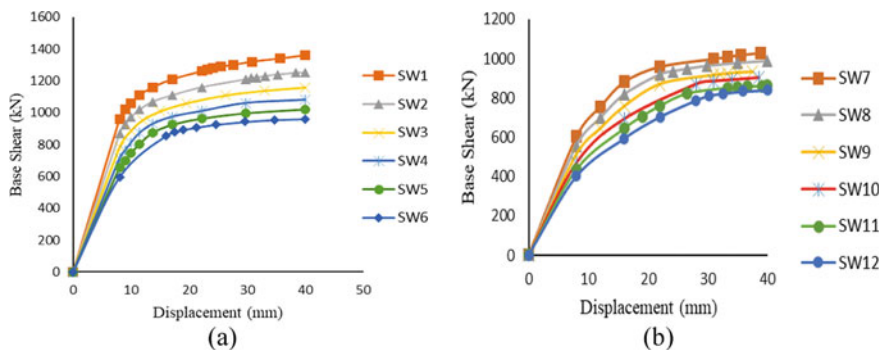 1600
1400
1200
1000
800
600
400
200
0
Base Shear (kN)
0 10 20 30 40 50
Displacement (mm)
SW1
SW2
SW3
SW4
SW5
SW6
(a)
1200
1000
800
600
400
200
0
Base Shear (kN)
0 10 20 30 40
Displacement (mm)
SW7
SW8
SW9
SW10
SW11
SW12
(b)